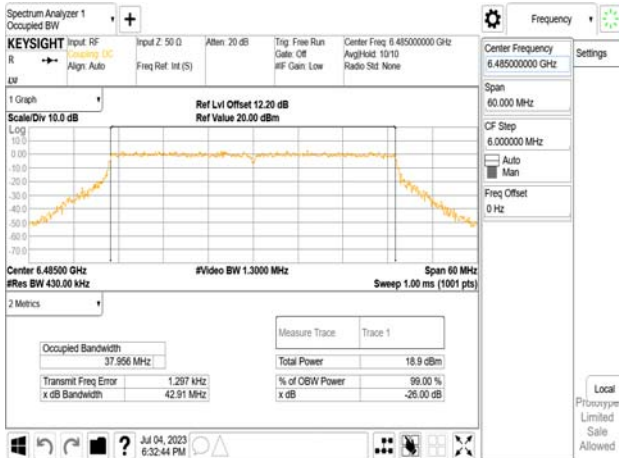 Spectrum Analyzer 1
Occupied BW
+
Frequency
KEYSIGHT
R
Input: RF
Coupling: DC
Align: Auto
Input Z: 50 Ω
Freq Ref: Int (S)
Atten: 20 dB
Trig: Free Run
Gate: Off
#IF Gain: Low
Center Freq: 6.485000000 GHz
Avg|Hold: 10/10
Radio Std: None
Center Frequency
6.485000000 GHz
Settings
Span
60.000 MHz
CF Step
6.000000 MHz
Auto
Man
Freq Offset
0 Hz
1 Graph
Scale/Div 10.0 dB
Ref Lvl Offset 12.20 dB
Ref Value 20.00 dBm
Log
10.0
0.00
-10.0
-20.0
-30.0
-40.0
-50.0
-60.0
-70.0
Center 6.48500 GHz
#Res BW 430.00 kHz
#Video BW 1.3000 MHz
Span 60 MHz
Sweep 1.00 ms (1001 pts)
2 Metrics
Measure Trace Trace 1
Occupied Bandwidth
37.956 MHz
Total Power 18.9 dBm
Transmit Freq Error 1.297 kHz
% of OBW Power 99.00 %
x dB Bandwidth 42.91 MHz
x dB -26.00 dB
Local
Prototype
Limited
Sale
Allowed
?
Jul 04, 2023
6:32:44 PM